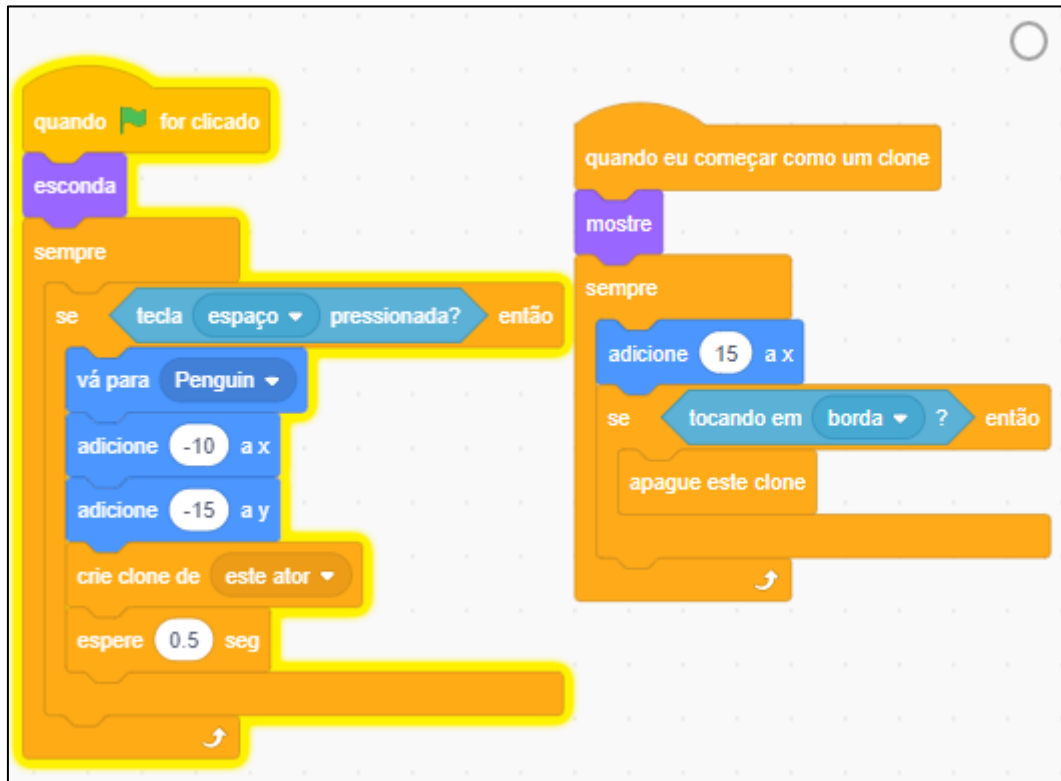 quando for clicado
esconda
sempre
se tecla espaço pressionada? então
vá para Penguin
adicione -10 a x
adicione -15 a y
crie clone de este ator
espere 0.5 seg
quando eu começar como um clone
mostre
sempre
adicione 15 a x
se tocando em borda ? então
apague este clone